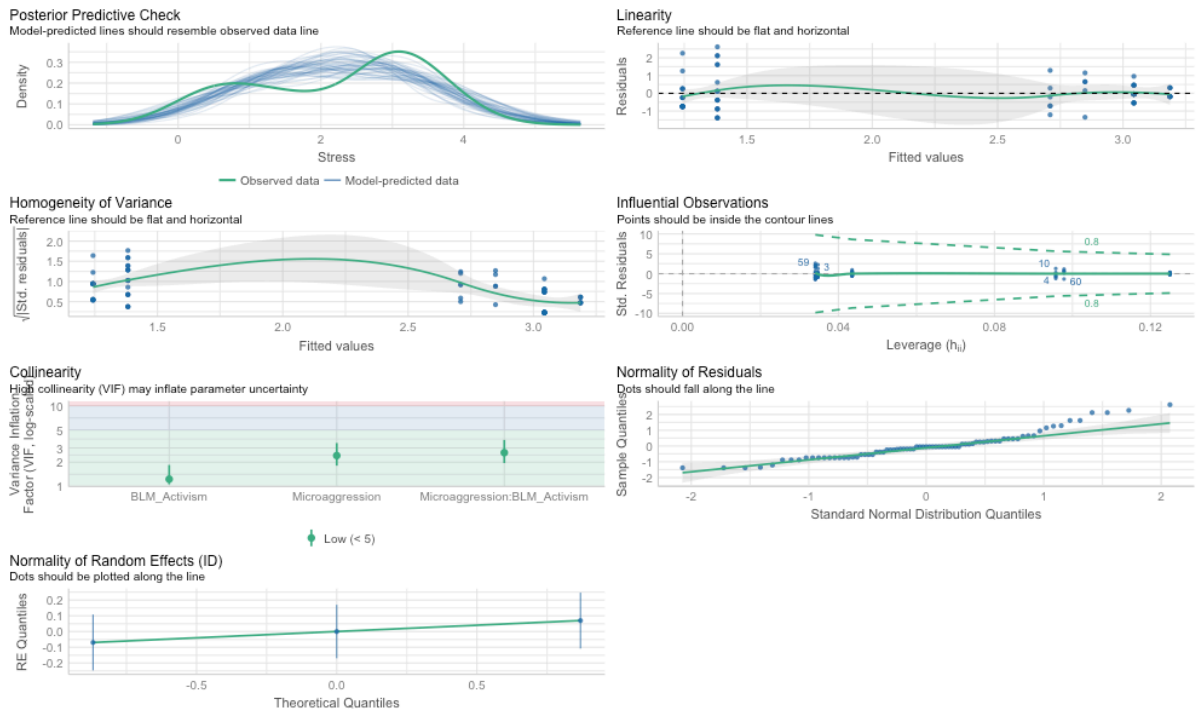 Posterior Predictive Check
Model-predicted lines should resemble observed data line
Density
0.3
0.2
0.1
0.0
0
2
4
Stress
Observed data
Model-predicted data
Linearity
Reference line should be flat and horizontal
Residuals
2
1
0
-1
1.5
2.0
2.5
3.0
Fitted values
Homogeneity of Variance
Reference line should be flat and horizontal
√|Std. residuals|
2.0
1.5
1.0
0.5
1.5
2.0
2.5
3.0
Fitted values
Influential Observations
Points should be inside the contour lines
Std. Residuals
10
5
0
-5
-10
0.8
59
3
10
4
60
0.8
0.00
0.04
0.08
0.12
Leverage (hii)
Collinearity
High collinearity (VIF) may inflate parameter uncertainty
Variance Inflation
Factor (VIF, log-scaled)
10
5
3
2
1
BLM_Activism
Microaggression
Microaggression:BLM_Activism
Low (< 5)
Normality of Residuals
Dots should fall along the line
Sample Quantiles
2
1
0
-1
-2
-2
-1
0
1
2
Standard Normal Distribution Quantiles
Normality of Random Effects (ID)
Dots should be plotted along the line
RE Quantiles
0.2
0.1
0.0
-0.1
-0.2
-0.5
0.0
0.5
Theoretical Quantiles